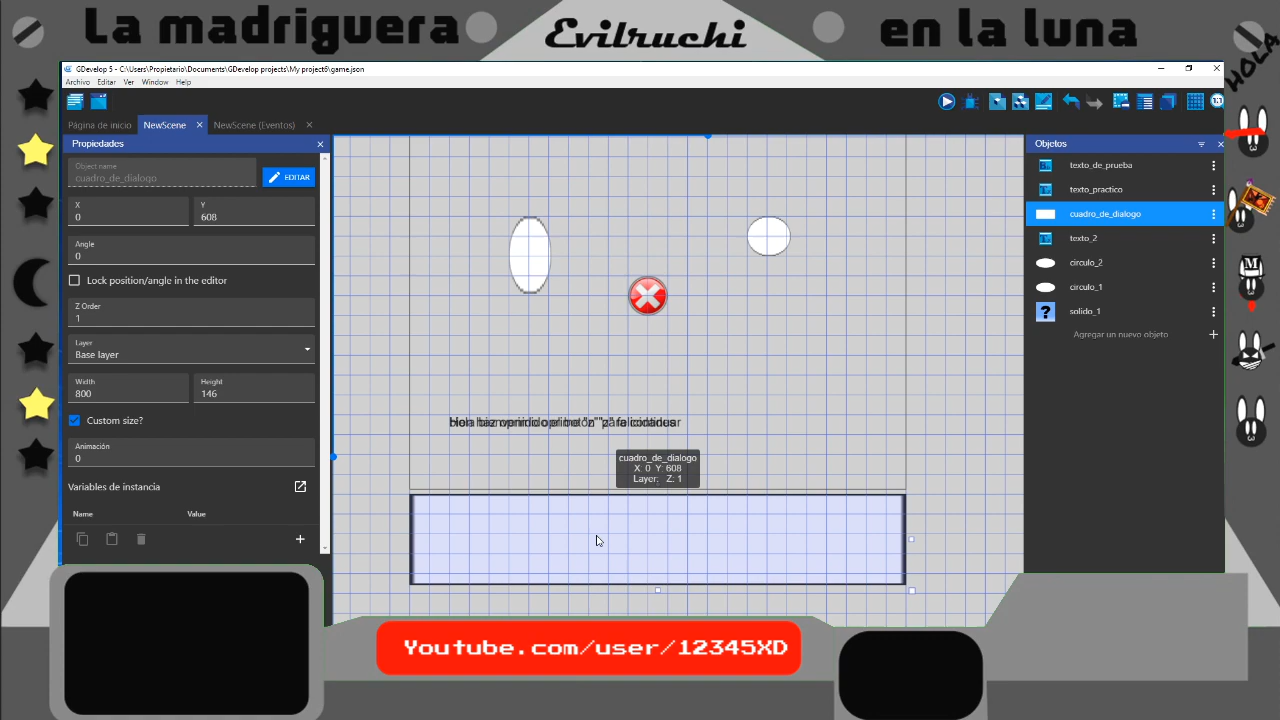 La madriguera Evilruchi en la luna
HOLA
GDevelop 5 - C:\Users\Propietario\Documents\GDevelop projects\My project6\game.json
Archivo Editar Ver Window Help
1:1
Página de inicio NewScene NewScene (Eventos)
Propiedades
Objetos
Object name
cuadro_de_dialogo
EDITAR
X
0
Y
608
Angle
0
Lock position/angle in the editor
Z Order
1
Layer
Base layer
Width
800
Height
146
Custom size?
Animación
0
Variables de instancia
Name Value
cuadro_de_dialogo
X: 0 Y: 608
Layer: Z: 1
texto_de_prueba
texto_practico
cuadro_de_dialogo
texto_2
circulo_2
circulo_1
solido_1
Agregar un nuevo objeto
M
Youtube.com/user/12345XD